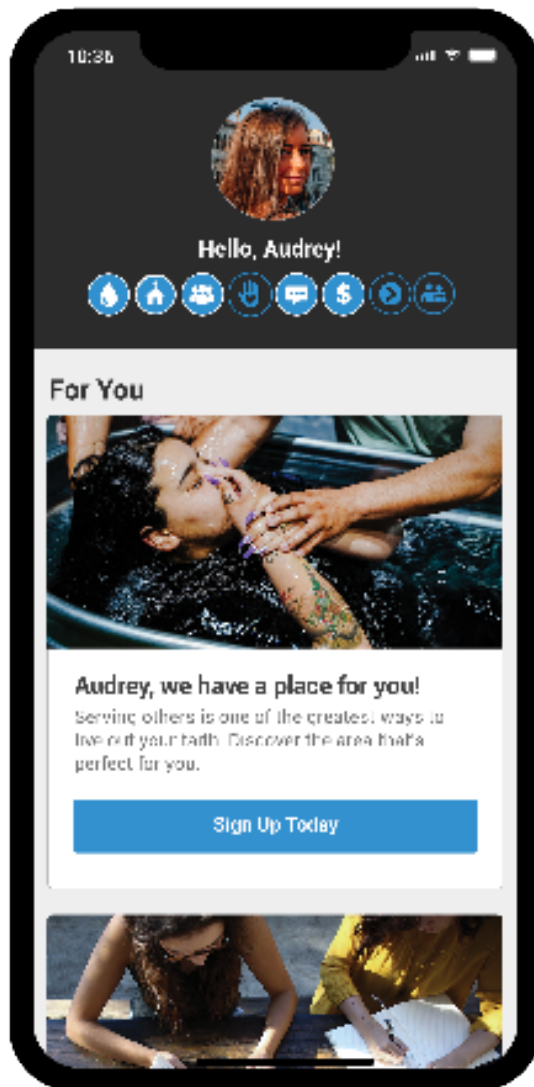 10:36
Hello, Audrey!
$
For You
Audrey, we have a place for you!
Serving others is one of the greatest ways to
live out your faith. Discover the area that's
perfect for you.
Sign Up Today